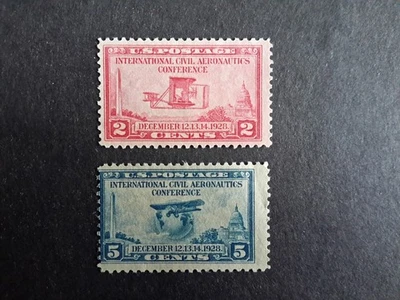 U.S. POSTAGE
INTERNATIONAL CIVIL AERONAUTICS
CONFERENCE
2 DECEMBER 12.13.14.1928. 2
CENTS
U.S. POSTAGE
INTERNATIONAL CIVIL AERONAUTICS
CONFERENCE
5 DECEMBER 12.13.14.1928. 5
CENTS